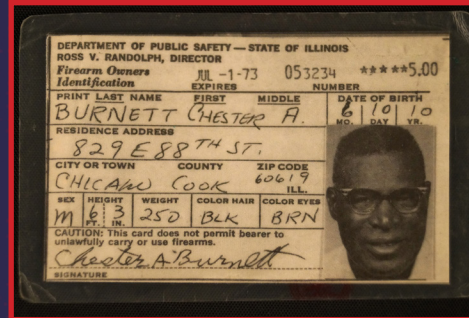 DEPARTMENT OF PUBLIC SAFETY — STATE OF ILLINOIS
ROSS V. RANDOLPH, DIRECTOR
Firearm Owners JUL -1-73 053234 *****5.00
Identification EXPIRES NUMBER
PRINT LAST NAME FIRST MIDDLE DATE OF BIRTH
BURNETT CHESTER A. 6 10 10
MO. DAY YR.
RESIDENCE ADDRESS
829 E 88TH ST.
CITY OR TOWN COUNTY ZIP CODE
CHICAGO COOK 60619
ILL.
SEX HEIGHT WEIGHT COLOR HAIR COLOR EYES
M 6 3 250 BLK BRN
FT. IN.
CAUTION: This card does not permit bearer to
unlawfully carry or use firearms.
Chester A Burnett
SIGNATURE